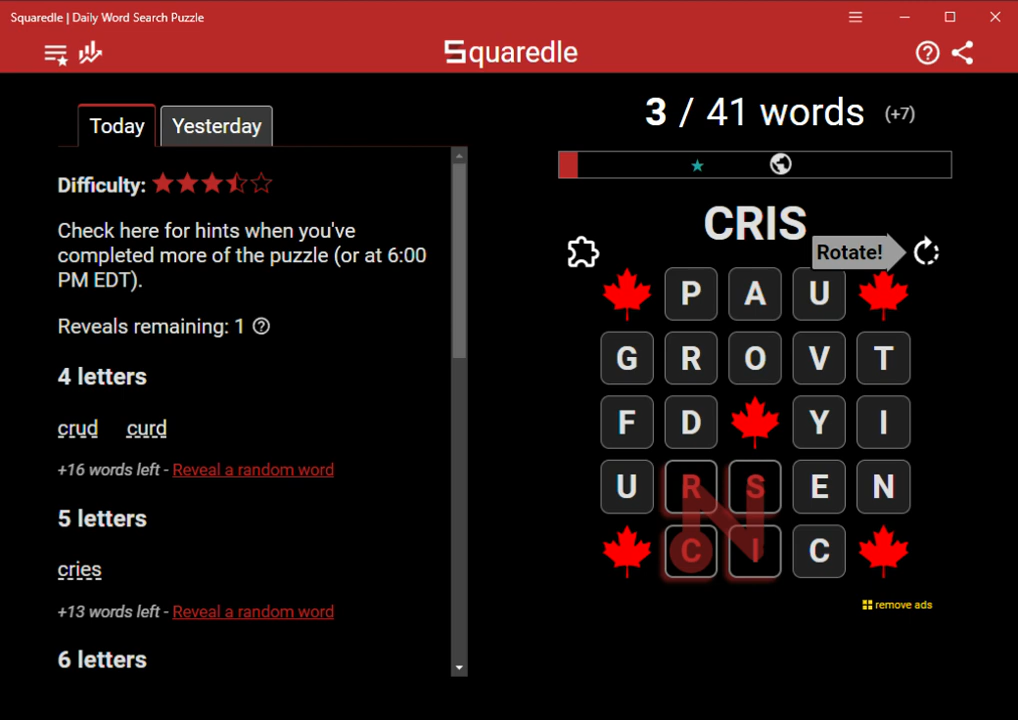 Squaredle | Daily Word Search Puzzle
Squaredle
Today
Yesterday
Difficulty:
Check here for hints when you've
completed more of the puzzle (or at 6:00
PM EDT).
Reveals remaining: 1
4 letters
crud curd
+16 words left - Reveal a random word
5 letters
cries
+13 words left - Reveal a random word
6 letters
3 / 41 words (+7)
CRIS
Rotate!
P A U
G R O V T
F D Y I
U R S E N
C I C
remove ads